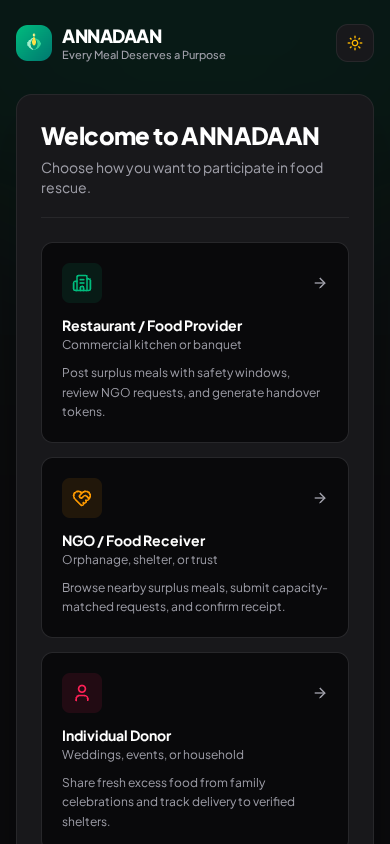 ANNADAAN
Every Meal Deserves a Purpose
Welcome to ANNADAAN
Choose how you want to participate in food
rescue.
Restaurant / Food Provider
Commercial kitchen or banquet
Post surplus meals with safety windows,
review NGO requests, and generate handover
tokens.
NGO / Food Receiver
Orphanage, shelter, or trust
Browse nearby surplus meals, submit capacity-
matched requests, and confirm receipt.
Individual Donor
Weddings, events, or household
Share fresh excess food from family
celebrations and track delivery to verified
shelters.